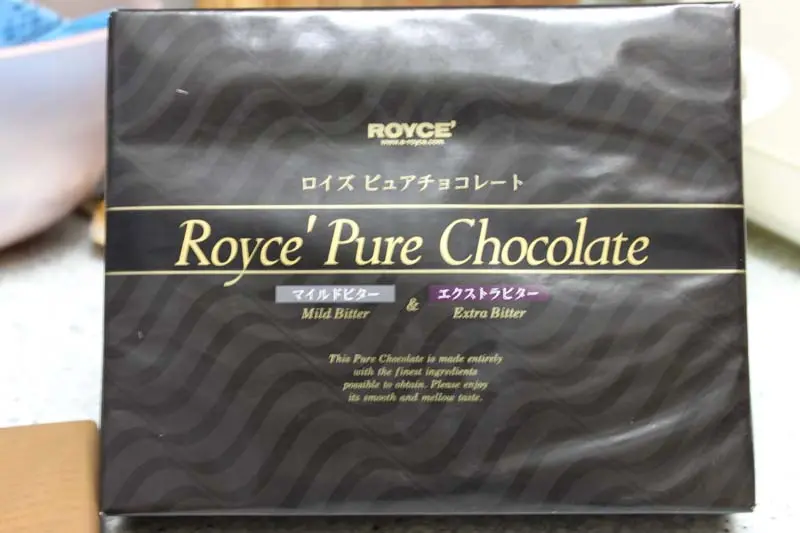 ROYCE'
www.e-royce.com
ロイズ ピュアチョコレート
Royce' Pure Chocolate
マイルドビター & エクストラビター
Mild Bitter Extra Bitter
This Pure Chocolate is made entirely
with the finest ingredients
possible to obtain. Please enjoy
its smooth and mellow taste.